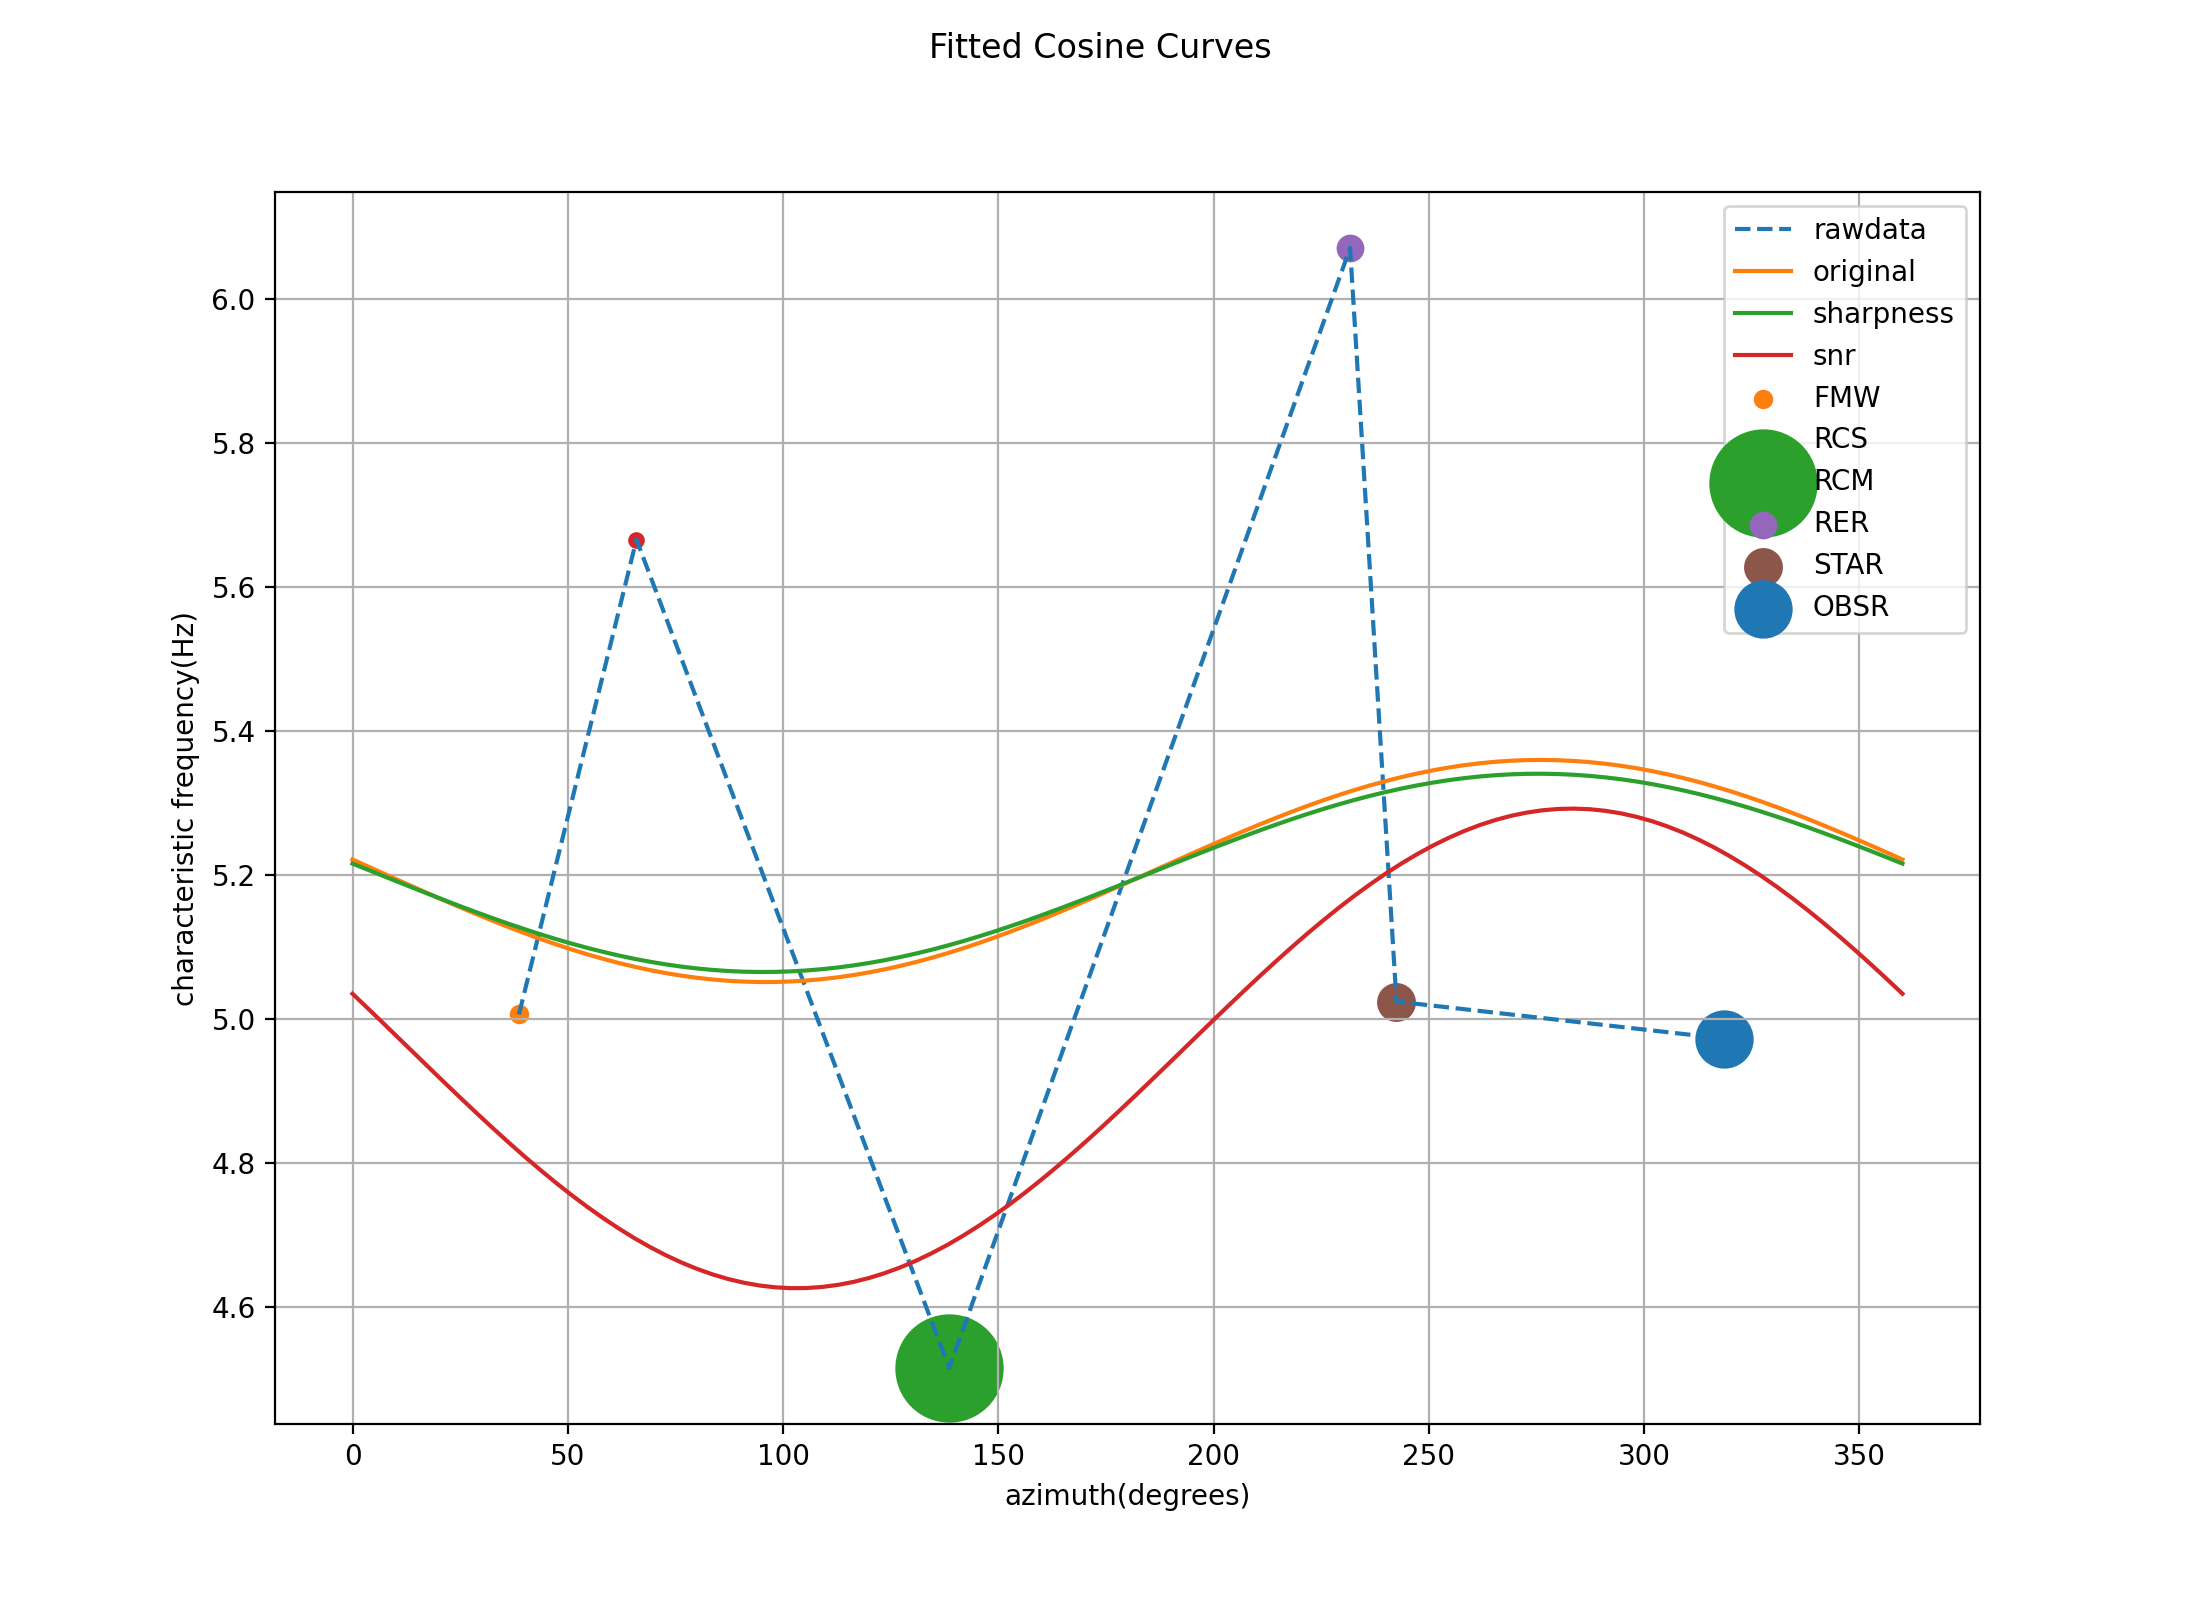 Fitted Cosine Curves
rawdata
original
sharpness
snr
FMW
RCS
RCM
RER
STAR
OBSR
characteristic frequency(Hz)
6.0
5.8
5.6
5.4
5.2
5.0
4.8
4.6
0 50 100 150 200 250 300 350
azimuth(degrees)